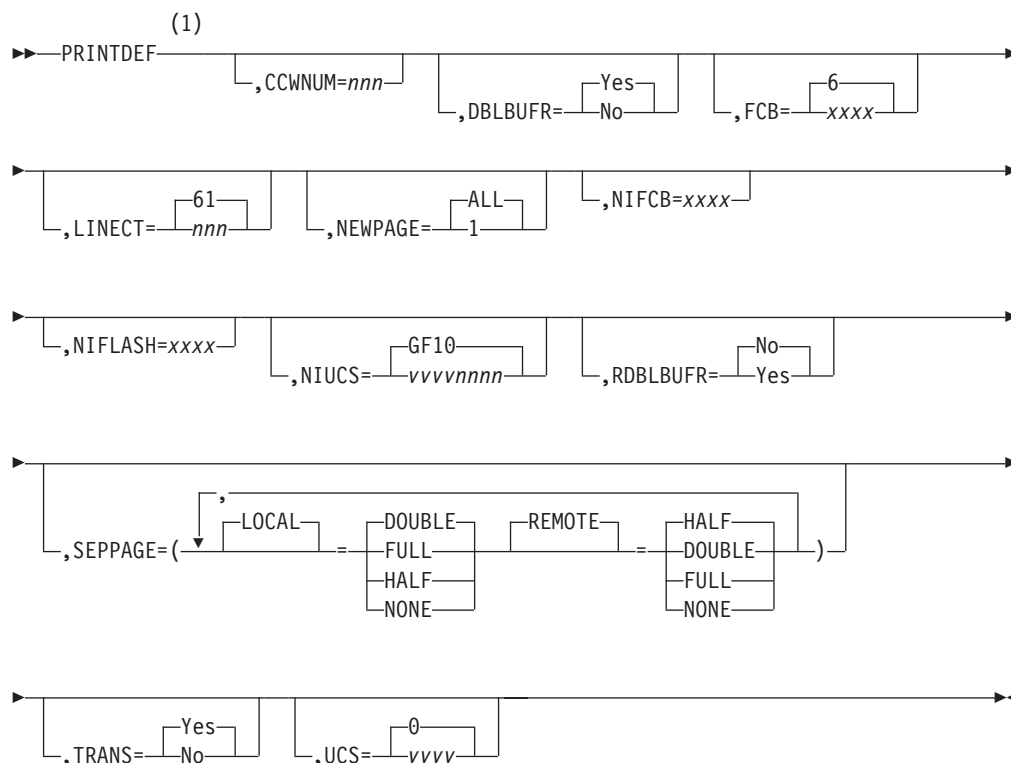 (1)
PRINTDEF
,CCWNUM=nnn
Yes
6
,DBLBUFR=
No
,FCB=
xxxx
61
ALL
,NIFCB=xxxx
,LINECT=
nnn
,NEWPAGE=
1
,NIFLASH=xxxx
GF10
No
,NIUCS=
vvvvnnnn
,RDBLBUFR=
Yes
,
LOCAL
DOUBLE
REMOTE
HALF
,SEPPAGE=(
=
FULL
=
DOUBLE
)
HALF
FULL
NONE
NONE
Yes
0
,TRANS=
No
,UCS=
vvvv